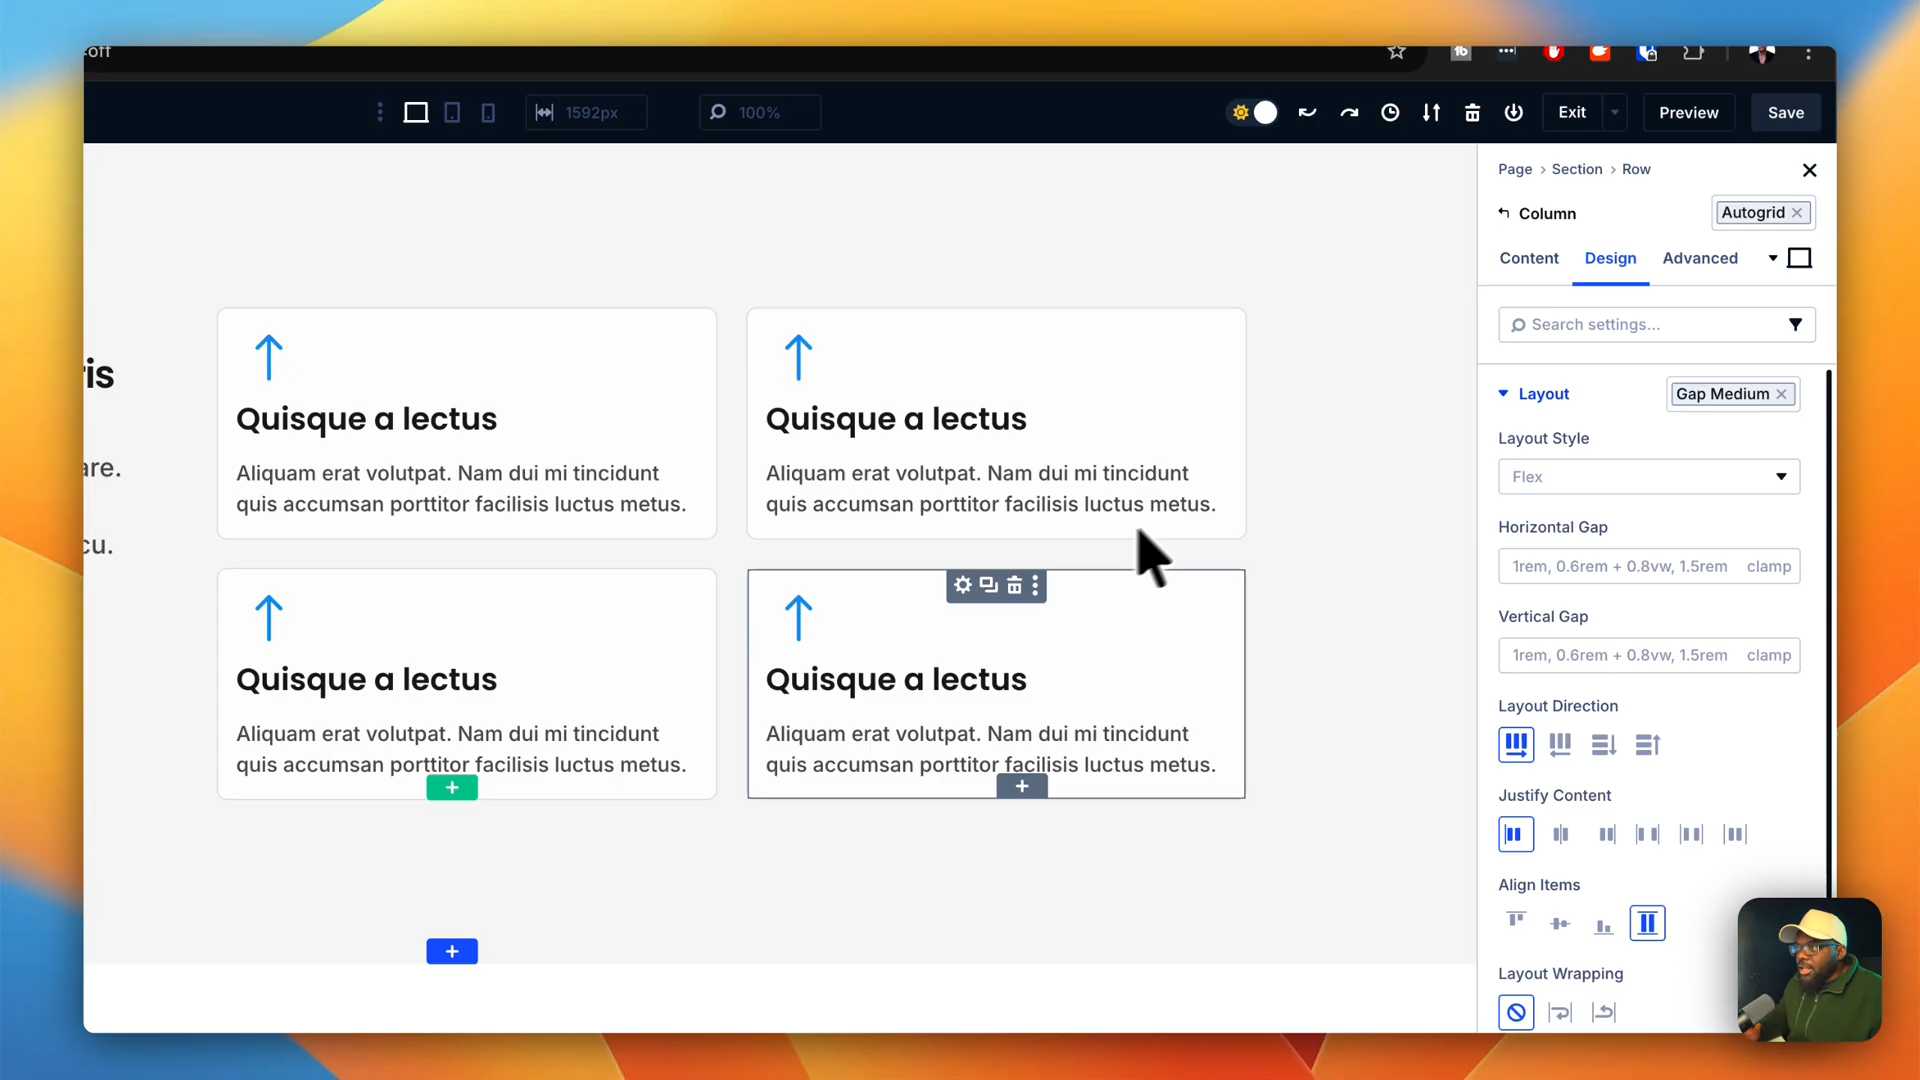 coff
1592px
100%
Exit
Preview
Save
Page > Section > Row
Column
Autogrid
Content
Design
Advanced
Search settings...
Layout
Gap Medium
Layout Style
Flex
Horizontal Gap
1rem, 0.6rem + 0.8vw, 1.5rem clamp
Vertical Gap
1rem, 0.6rem + 0.8vw, 1.5rem clamp
Layout Direction
Justify Content
Align Items
Layout Wrapping
ris
are.
cu.
Quisque a lectus
Aliquam erat volutpat. Nam dui mi tincidunt
quis accumsan porttitor facilisis luctus metus.
Quisque a lectus
Aliquam erat volutpat. Nam dui mi tincidunt
quis accumsan porttitor facilisis luctus metus.
Quisque a lectus
Aliquam erat volutpat. Nam dui mi tincidunt
quis accumsan porttitor facilisis luctus metus.
Quisque a lectus
Aliquam erat volutpat. Nam dui mi tincidunt
quis accumsan porttitor facilisis luctus metus.